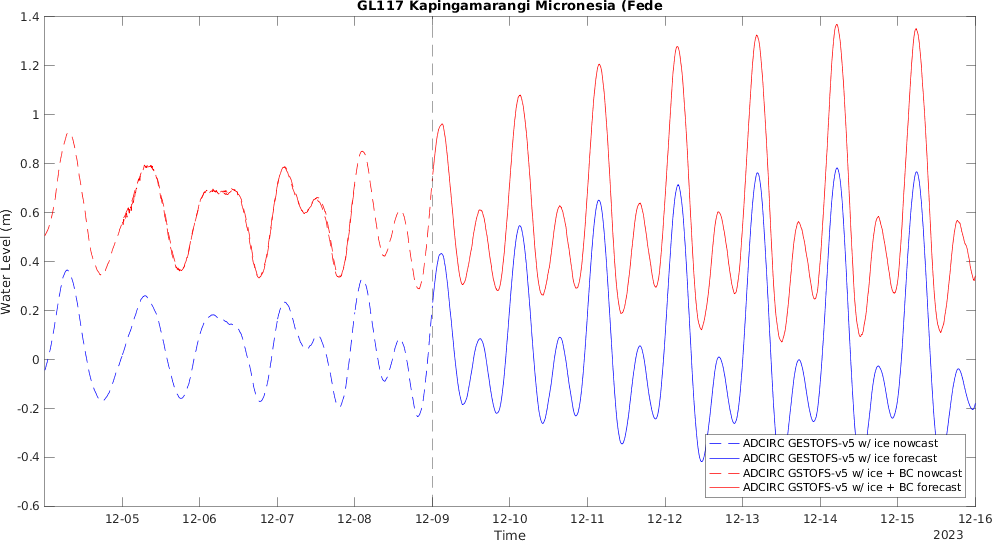 GL117 Kapingamarangi Micronesia (Fede
1.4
1.2
1
0.8
0.6
0.4
0.2
0
-0.2
-0.4
-0.6
Water Level (m)
ADCIRC GESTOFS-v5 w/ ice nowcast
ADCIRC GESTOFS-v5 w/ ice forecast
ADCIRC GSTOFS-v5 w/ ice + BC nowcast
ADCIRC GSTOFS-v5 w/ ice + BC forecast
12-05 12-06 12-07 12-08 12-09 12-10 12-11 12-12 12-13 12-14 12-15 12-16
Time
2023